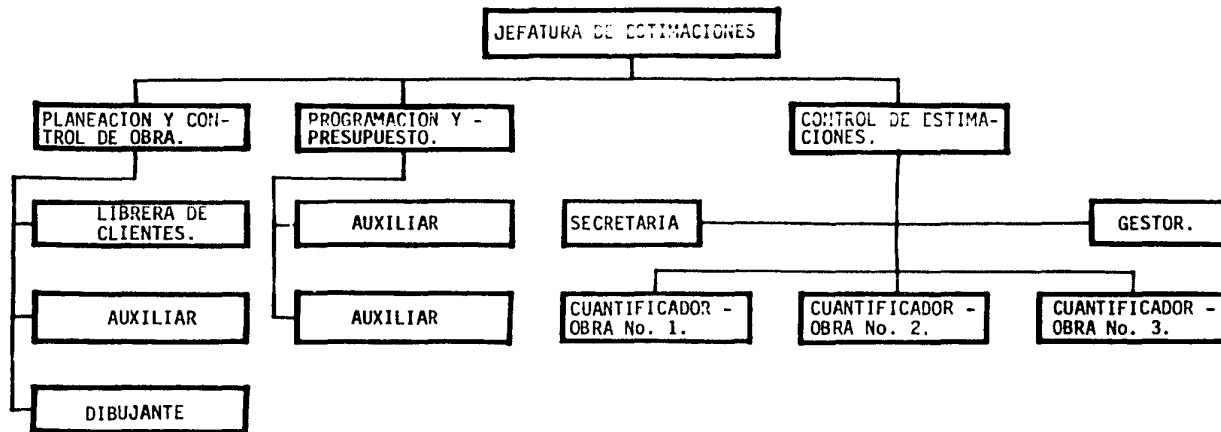 JEFATURA DE ESTIMACIONES
PLANEACION Y CON-
TROL DE OBRA.
PROGRAMACION Y -
PRESUPUESTO.
CONTROL DE ESTIMA-
CIONES.
LIBRERA DE
CLIENTES.
AUXILIAR
SECRETARIA
GESTOR.
AUXILIAR
AUXILIAR
CUANTIFICADOR -
OBRA No. 1.
CUANTIFICADOR -
OBRA No. 2.
CUANTIFICADOR -
OBRA No. 3.
DIBUJANTE